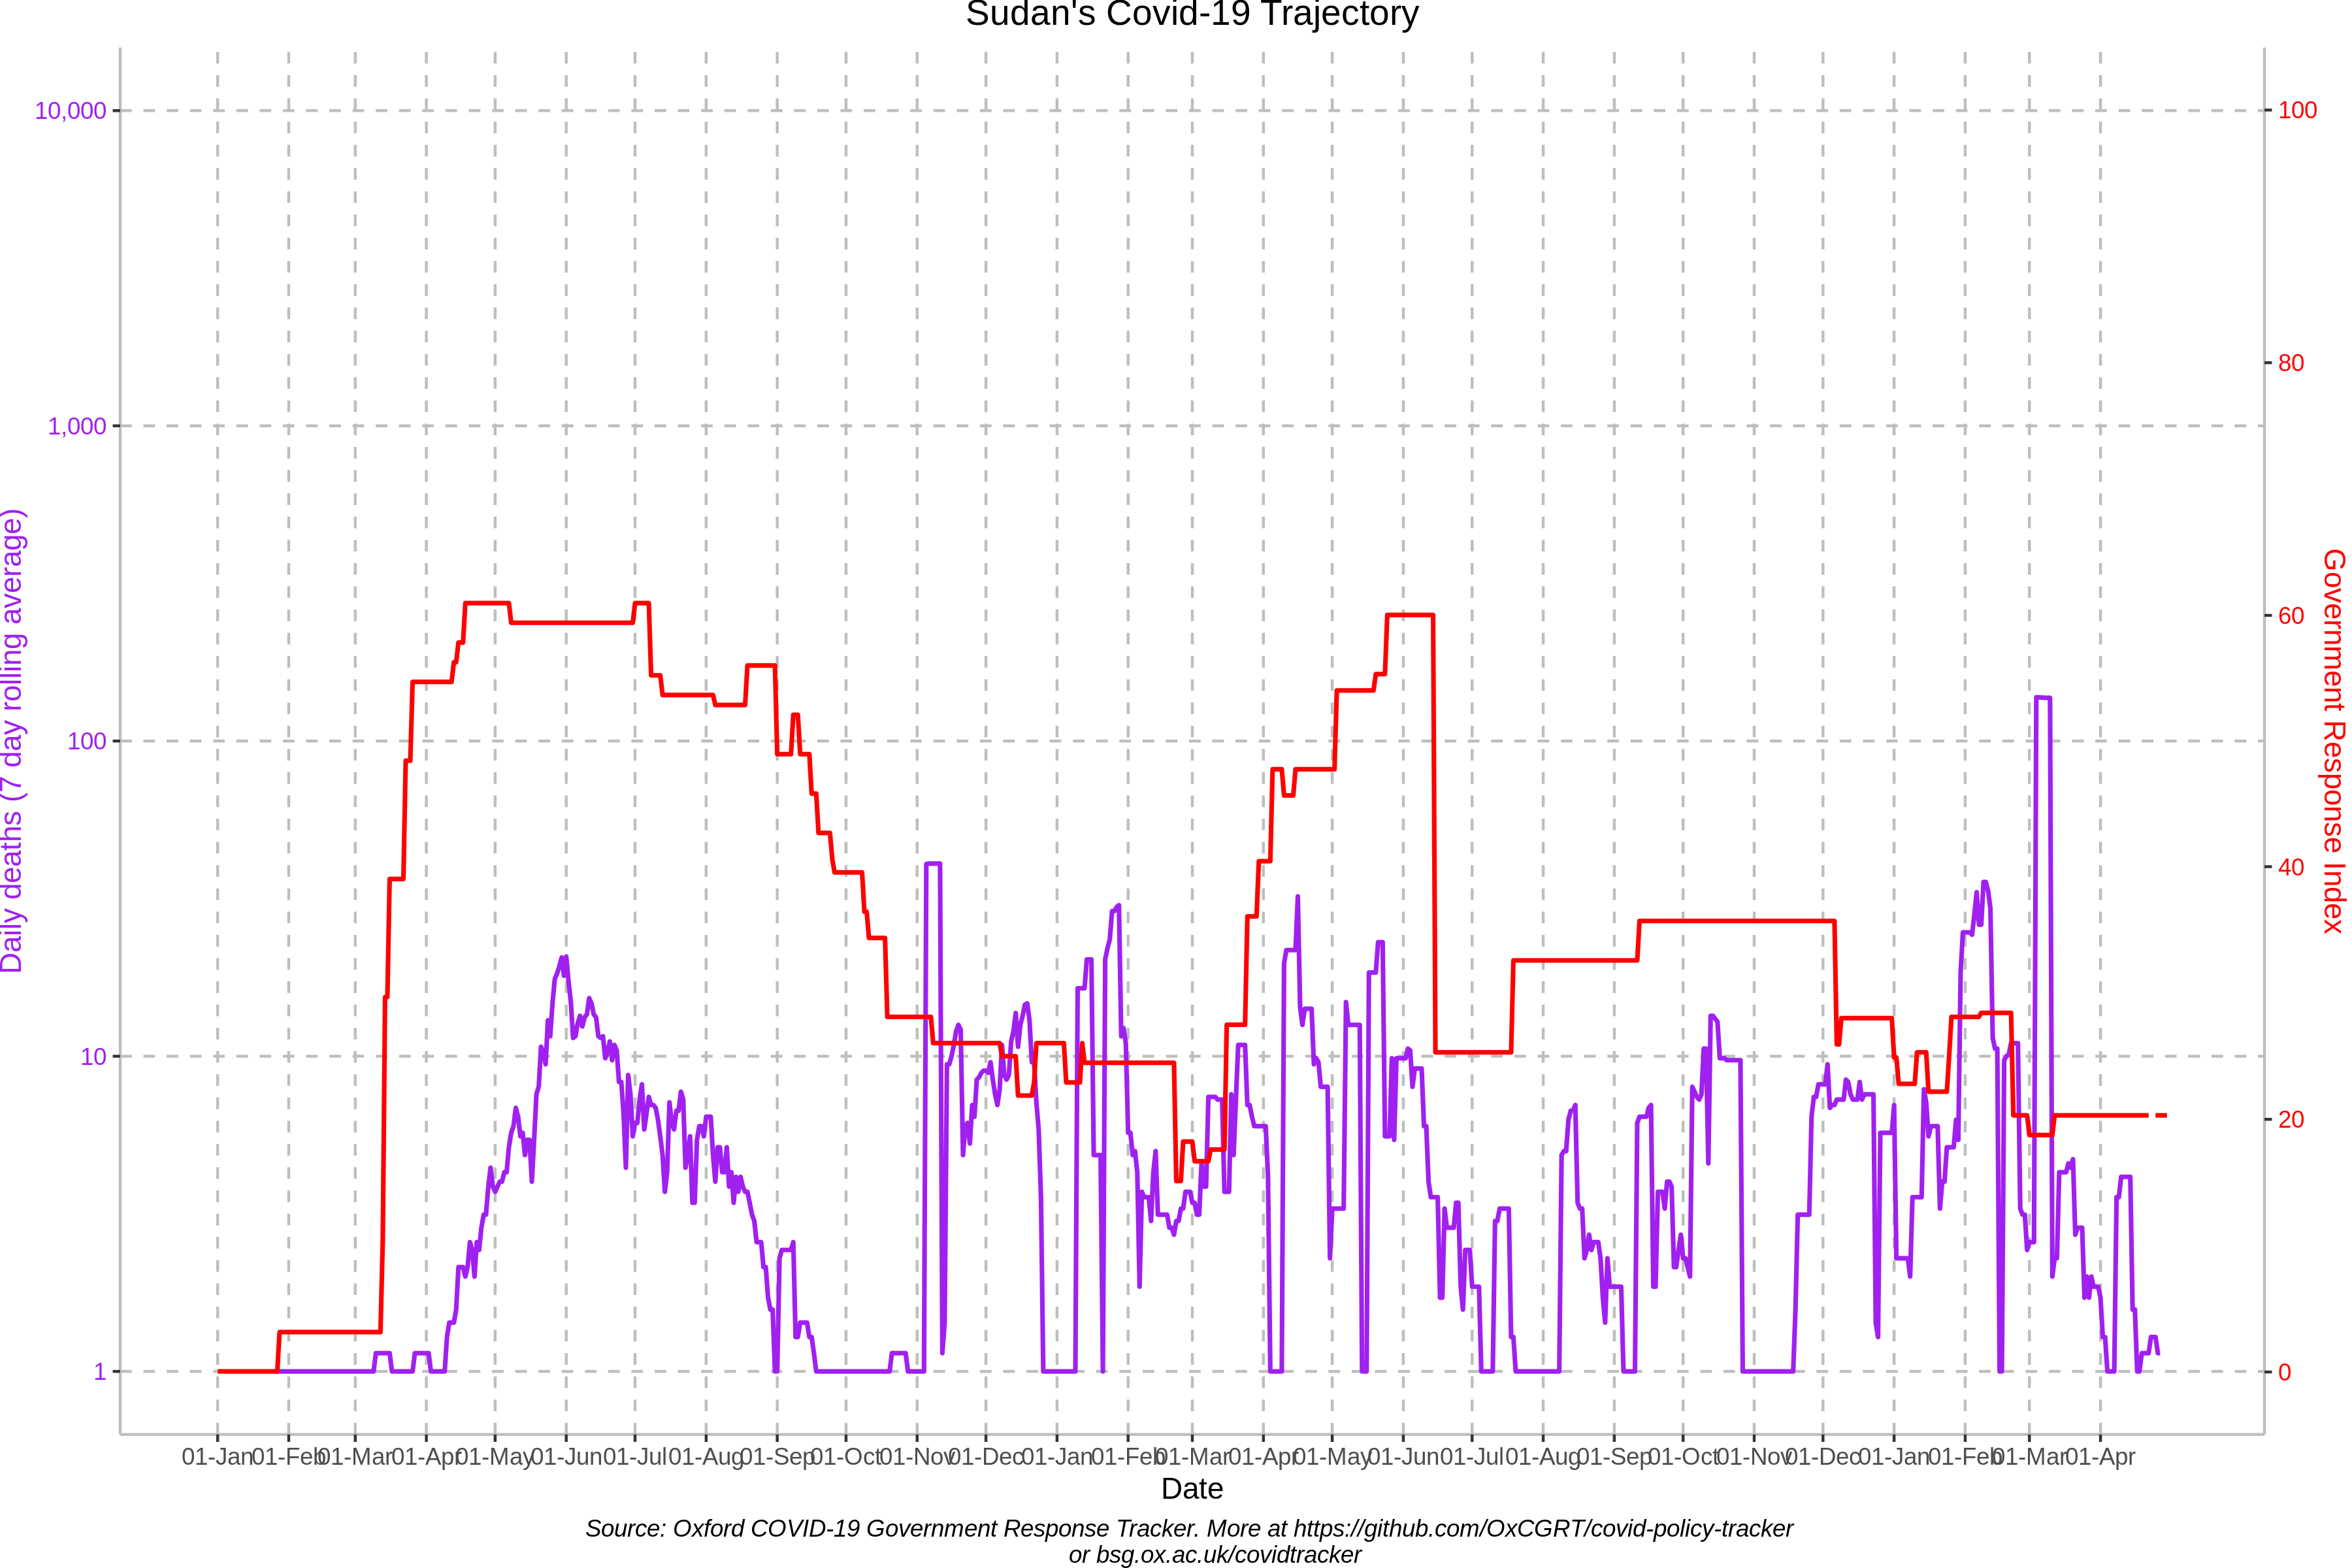 Sudan's Covid-19 Trajectory
10,000
1,000
100
10
1
Daily deaths (7 day rolling average)
100
80
60
40
20
0
Government Response Index
01-Jan 01-Feb 01-Mar 01-Apr 01-May 01-Jun 01-Jul 01-Aug 01-Sep 01-Oct 01-Nov 01-Dec 01-Jan 01-Feb 01-Mar 01-Apr 01-May 01-Jun 01-Jul 01-Aug 01-Sep 01-Oct 01-Nov 01-Dec 01-Jan 01-Feb 01-Mar 01-Apr
Date
Source: Oxford COVID-19 Government Response Tracker. More at https://github.com/OxCGRT/covid-policy-tracker
or bsg.ox.ac.uk/covidtracker